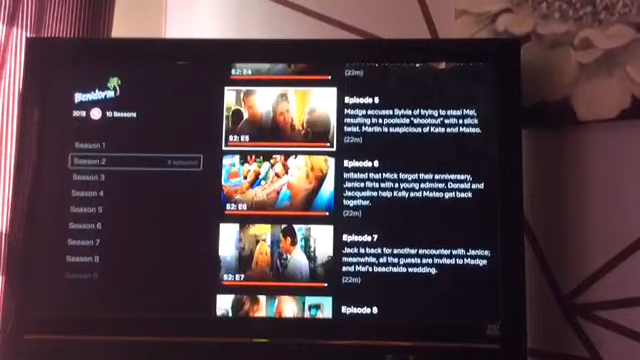 Benidorm
2018 10 Seasons
Season 1
Season 2 8 episodes
Season 3
Season 4
Season 5
Season 6
Season 7
Season 8
Season 9
S2: E4
(22m)
S2: E5
Episode 5
Madge accuses Sylvia of trying to steal Mel,
resulting in a poolside "shootout" with a slick
twist. Martin is suspicious of Kate and Mateo.
(22m)
S2: E6
Episode 6
Irritated that Mick forgot their anniversary,
Janice flirts with a young admirer. Donald and
Jacqueline help Kelly and Mateo get back
together.
(22m)
S2: E7
Episode 7
Jack is back for another encounter with Janice;
meanwhile, all the guests are invited to Madge
and Mel's beachside wedding.
(22m)
Episode 8